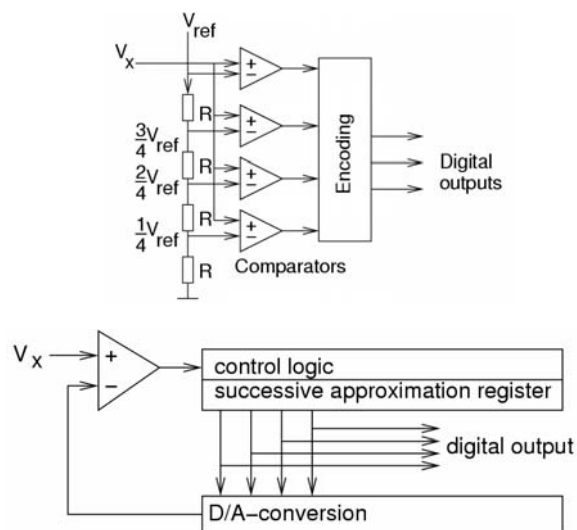 V_ref
V_x
+
−
R
+
−
3/4 V_ref
R
+
−
2/4 V_ref
R
+
−
1/4 V_ref
R
Encoding
Digital
outputs
Comparators
V_x
+
−
control logic
successive approximation register
digital output
D/A−conversion